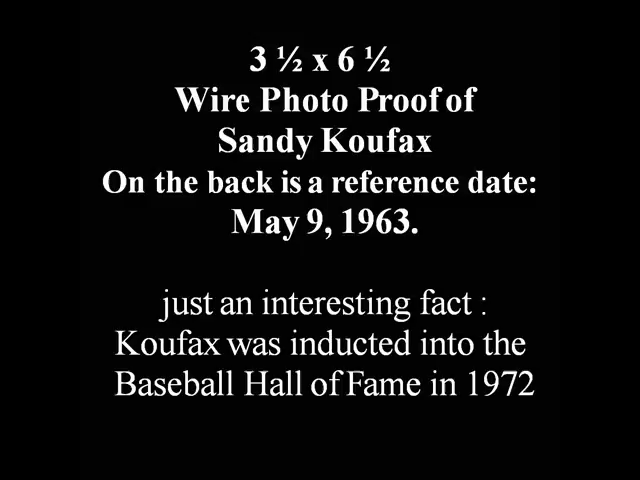 3 ½ x 6 ½
Wire Photo Proof of
Sandy Koufax
On the back is a reference date:
May 9, 1963.
just an interesting fact :
Koufax was inducted into the
Baseball Hall of Fame in 1972